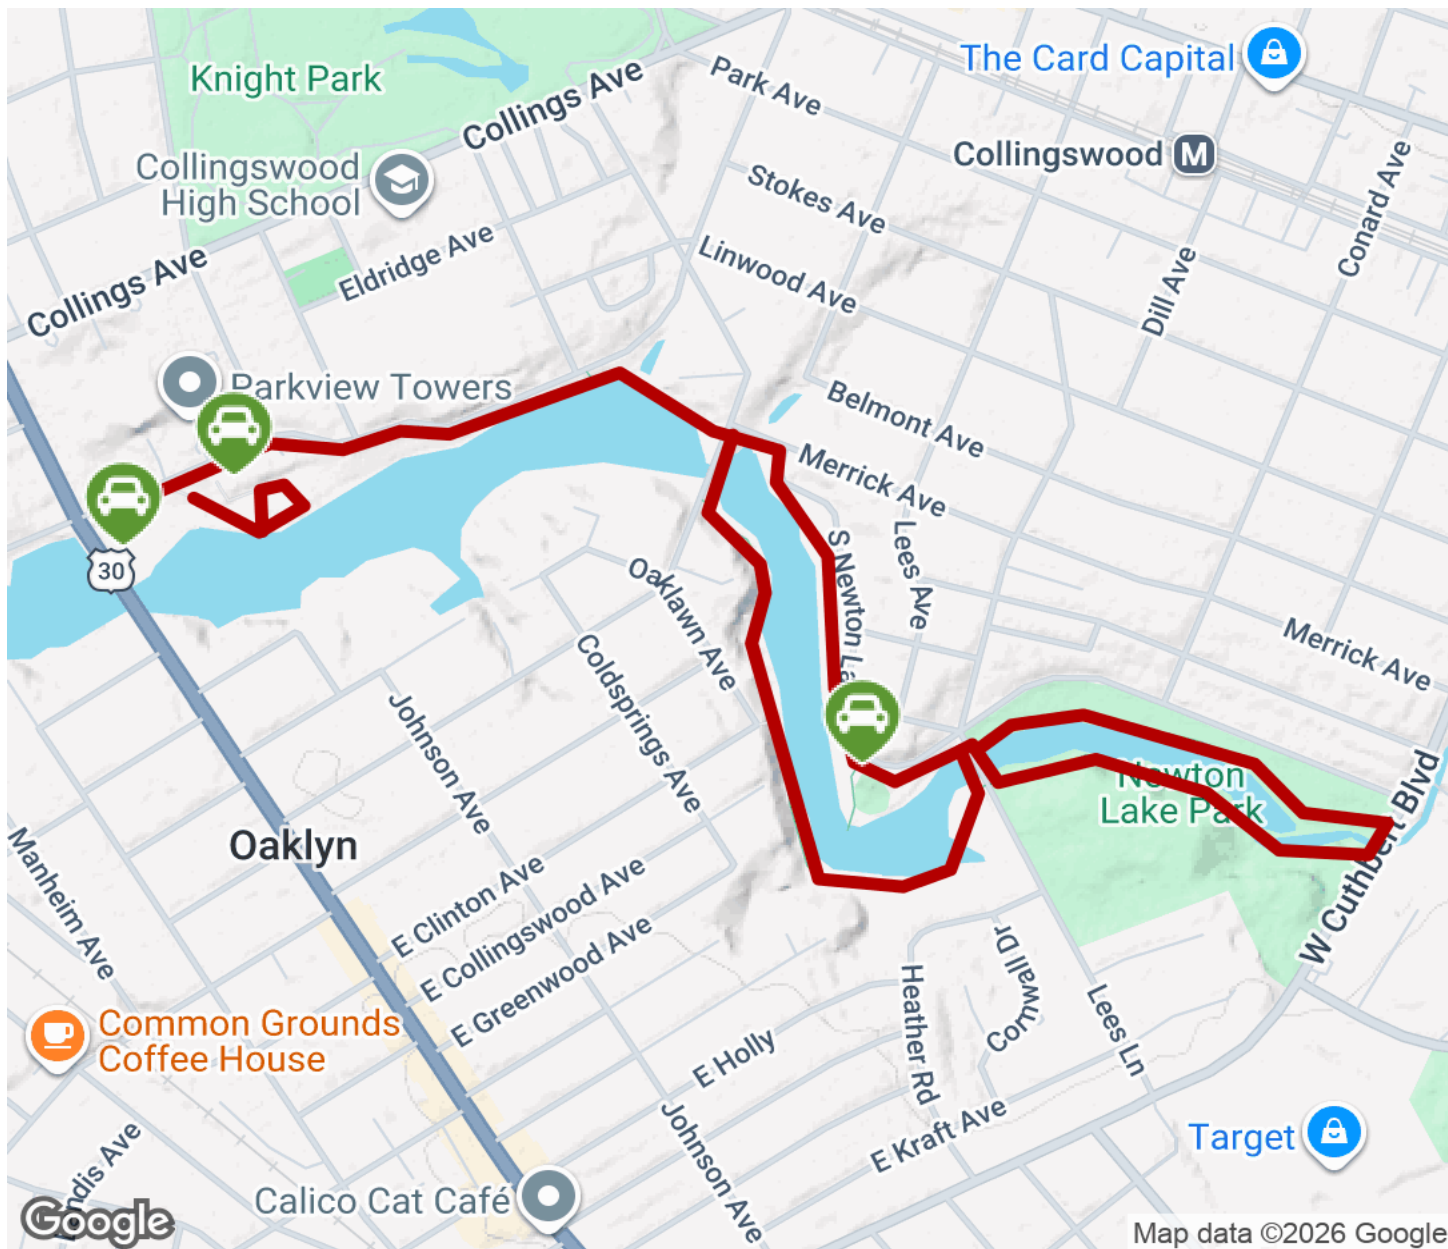 The Card Capital
Knight Park
Park Ave
Collings Ave
Collingswood
M
Collingswood
High School
Conard Ave
Stokes Ave
Eldridge Ave
Linwood Ave
Dill Ave
Collings Ave
Parkview Towers
Belmont Ave
Merrick Ave
S Newton La
Lees Ave
30
Oaklawn Ave
Merrick Ave
Coldsprings Ave
Johnson Ave
Newton
Lake Park
W Cuthbert Blvd
Oaklyn
Manheim Ave
E Clinton Ave
E Collingswood Ave
E Greenwood Ave
Cornwall Dr
Heather Rd
Lees Ln
Common Grounds
Coffee House
E Holly
E Kraft Ave
Johnson Ave
Target
Calico Cat Café
Google
Map data ©2026 Google